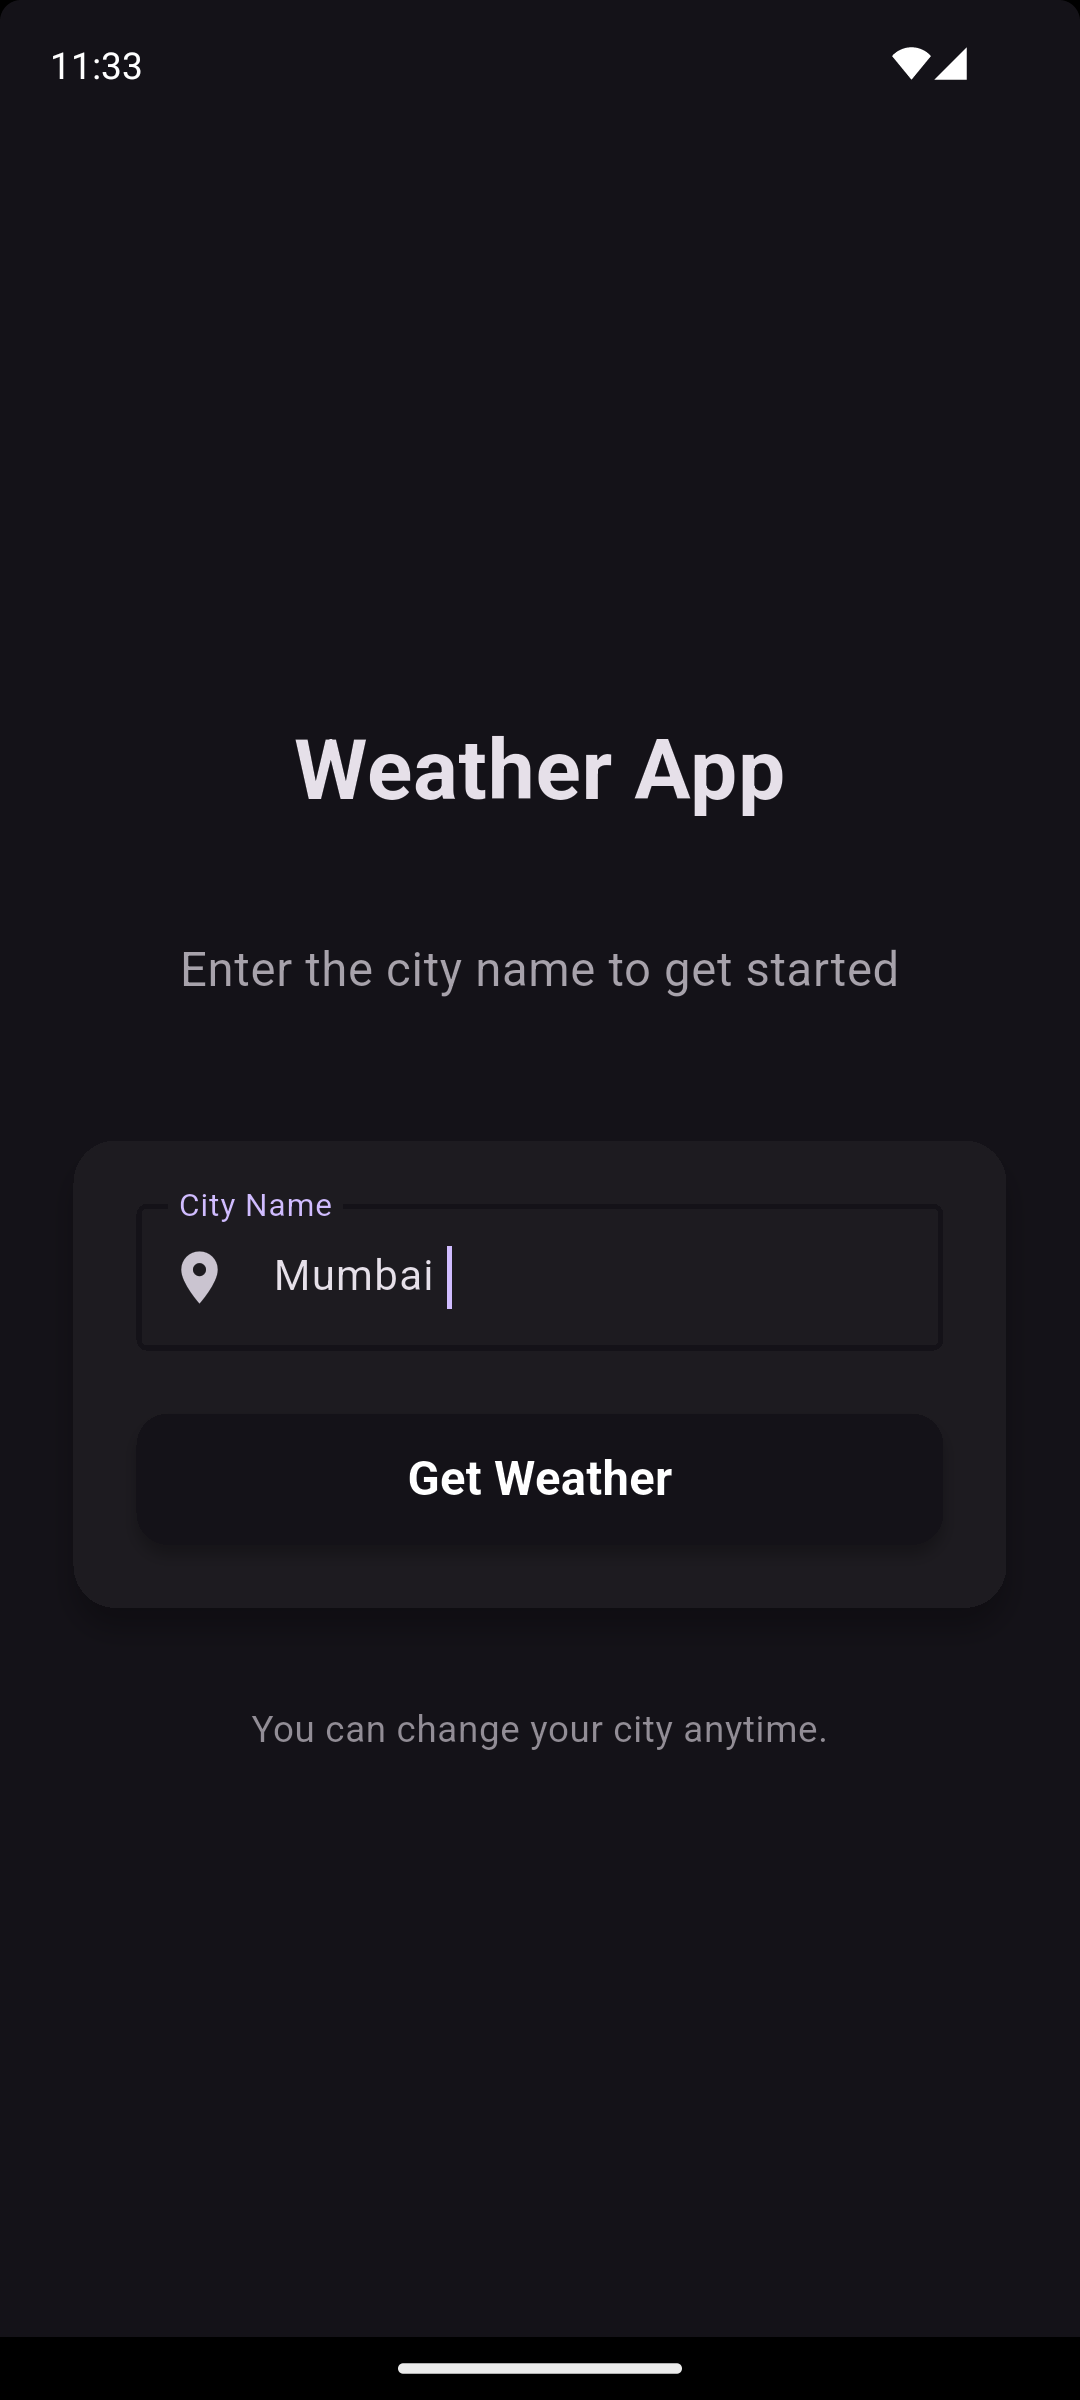 11:33
Weather App
Enter the city name to get started
City Name
Mumbai
Get Weather
You can change your city anytime.